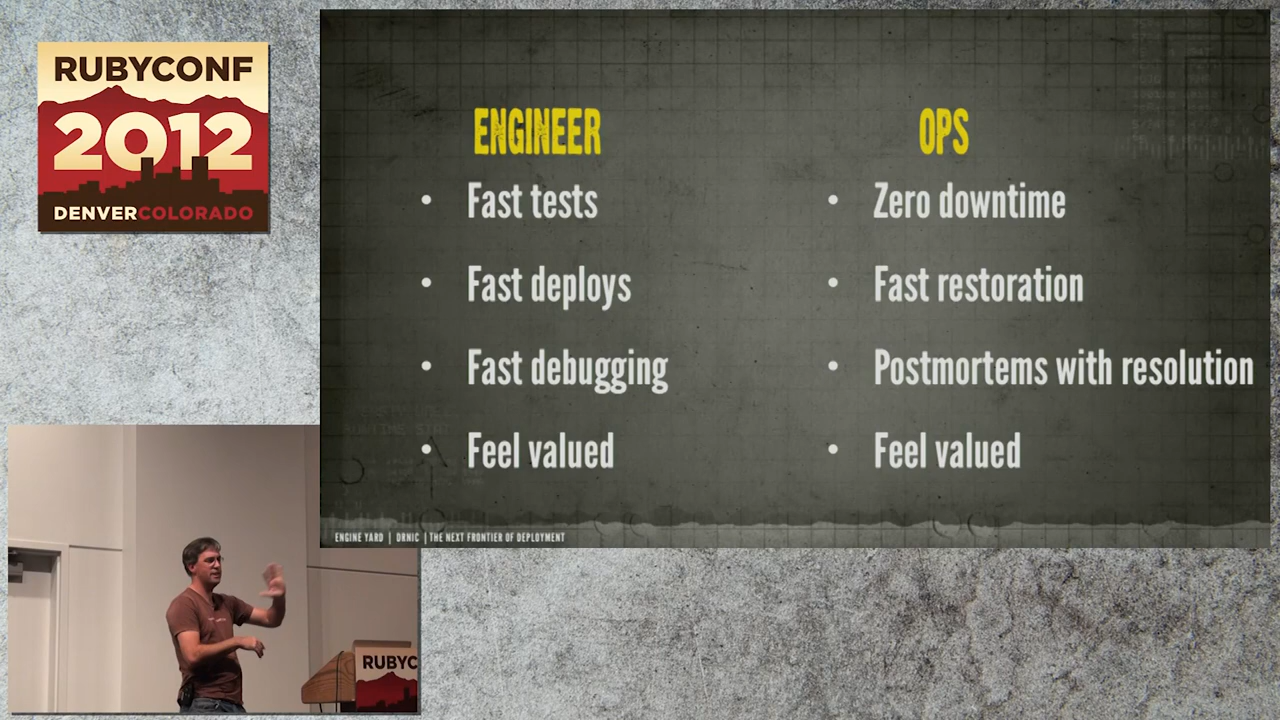 RUBYCONF
2012
DENVERCOLORADO
ENGINEER
• Fast tests
• Fast deploys
• Fast debugging
• Feel valued
OPS
• Zero downtime
• Fast restoration
• Postmortems with resolution
• Feel valued
ENGINE YARD | DRNIC | THE NEXT FRONTIER OF DEPLOYMENT
RUBYC